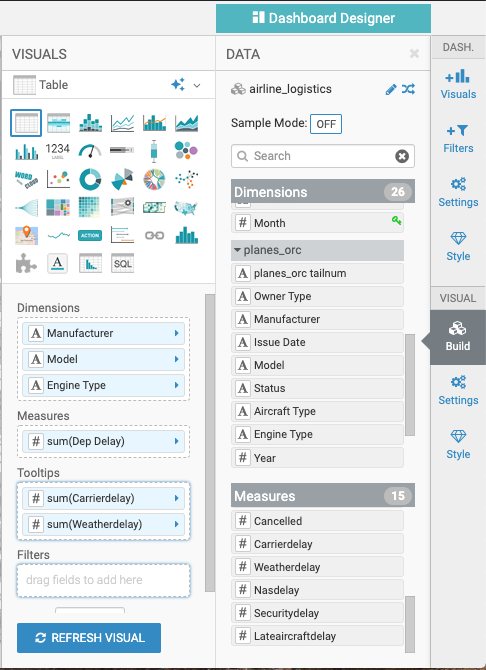 Dashboard Designer
VISUALS
Table
1234
LABEL
WORD
CLOUD
ACTION
A
SQL
Dimensions
A Manufacturer
A Model
A Engine Type
Measures
# sum(Dep Delay)
Tooltips
# sum(Carrierdelay)
# sum(Weatherdelay)
Filters
drag fields to add here
REFRESH VISUAL
DATA
×
airline_logistics
Sample Mode: OFF
Search
Dimensions 26
# Month
planes_orc
A planes_orc tailnum
A Owner Type
A Manufacturer
A Issue Date
A Model
A Status
A Aircraft Type
A Engine Type
# Year
Measures 15
# Cancelled
# Carrierdelay
# Weatherdelay
# Nasdelay
# Securitydelay
# Lateaircraftdelay
DASH.
Visuals
Filters
Settings
Style
VISUAL
Build
Settings
Style